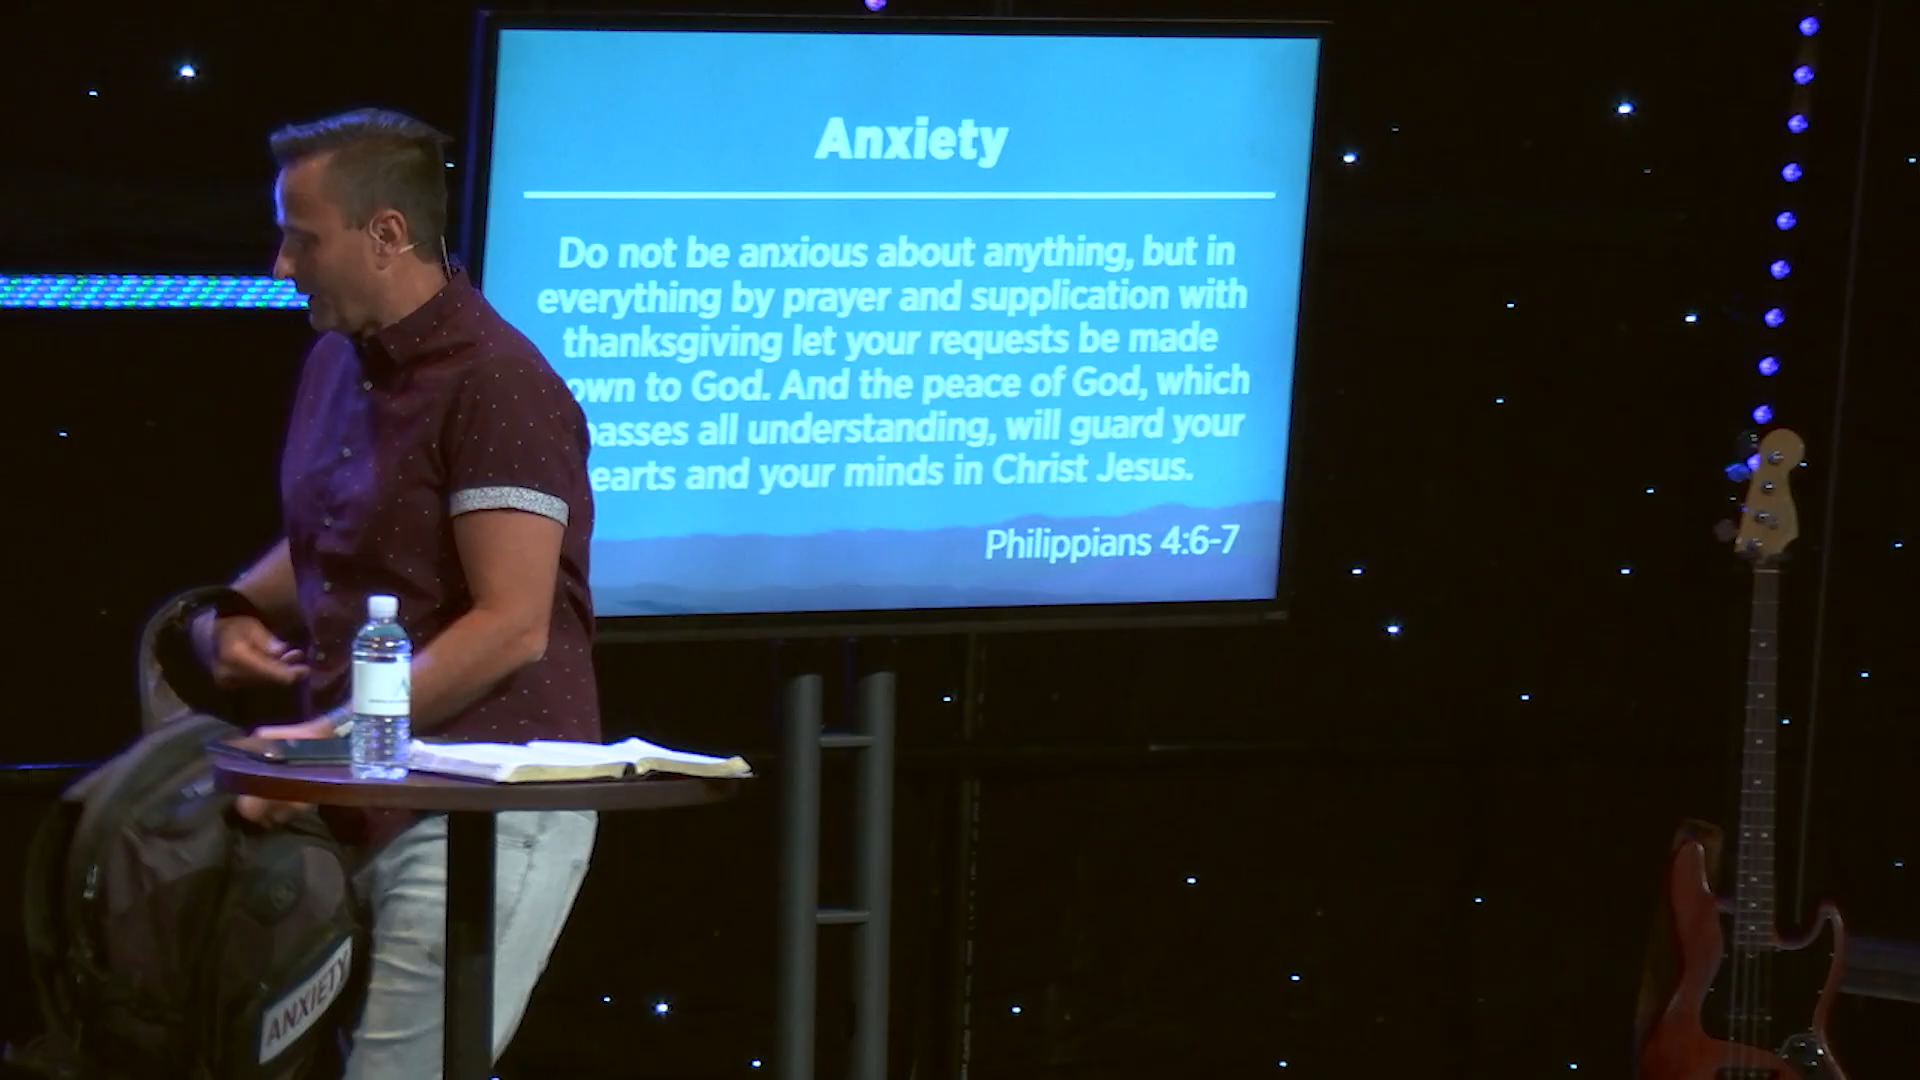 Anxiety
Do not be anxious about anything, but in
everything by prayer and supplication with
thanksgiving let your requests be made
own to God. And the peace of God, which
passes all understanding, will guard your
earts and your minds in Christ Jesus.
Philippians 4:6-7
ANXIETY